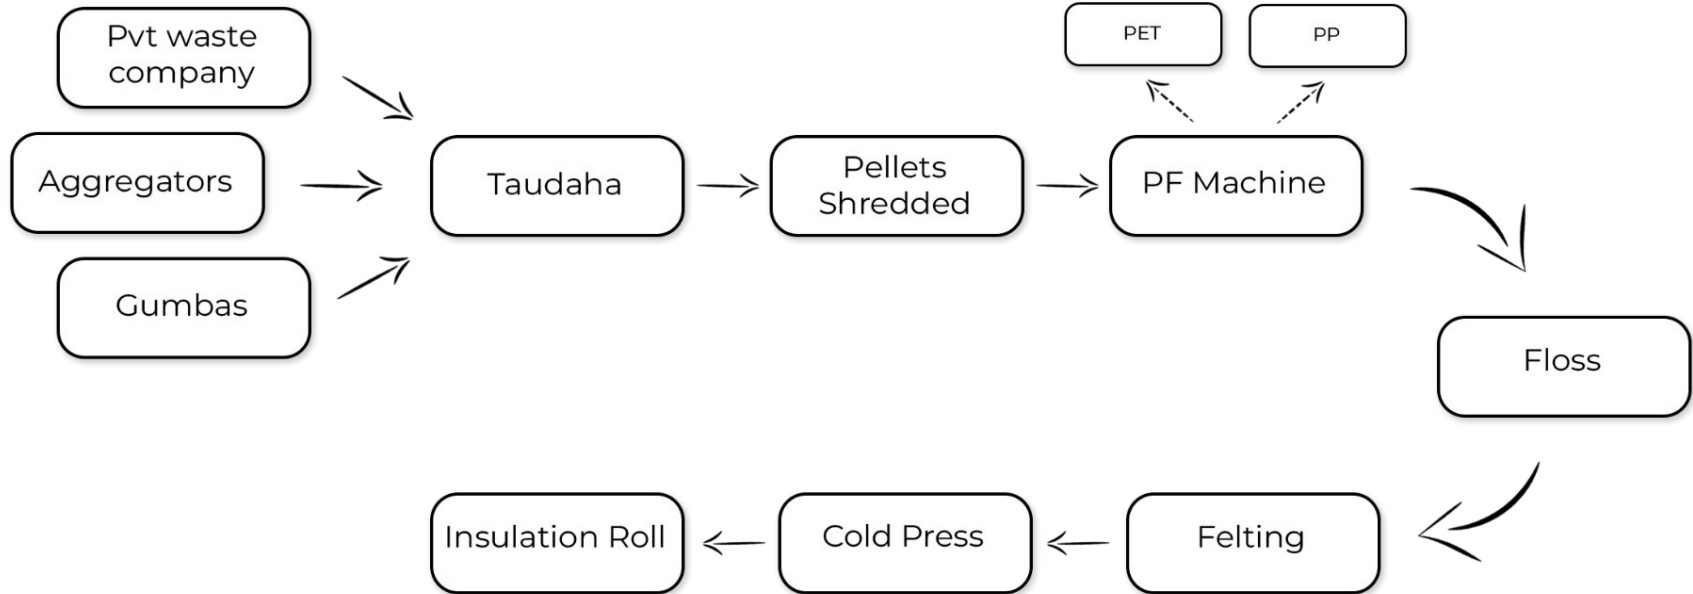 Pvt waste
company
Aggregators
Gumbas
Taudaha
Pellets
Shredded
PF Machine
PET
PP
Floss
Felting
Cold Press
Insulation Roll